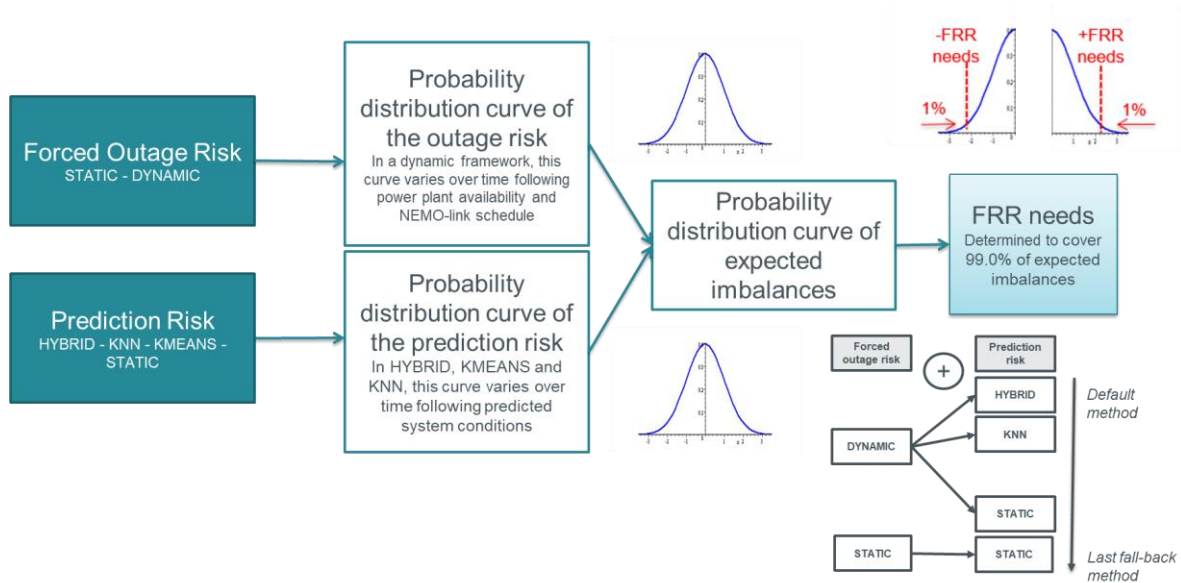 Forced Outage Risk
STATIC - DYNAMIC
Prediction Risk
HYBRID - KNN - KMEANS -
STATIC
Probability
distribution curve of
the outage risk
In a dynamic framework, this
curve varies over time following
power plant availability and
NEMO-link schedule
Probability
distribution curve of
the prediction risk
In HYBRID, KMEANS and
KNN, this curve varies over
time following predicted
system conditions
Probability
distribution curve of
expected
imbalances
-FRR
needs
1%
+FRR
needs
1%
FRR needs
Determined to cover
99.0% of expected
imbalances
Forced
outage risk
+
Prediction
risk
HYBRID
KNN
DYNAMIC
STATIC
STATIC
STATIC
Default
method
Last fall-back
method